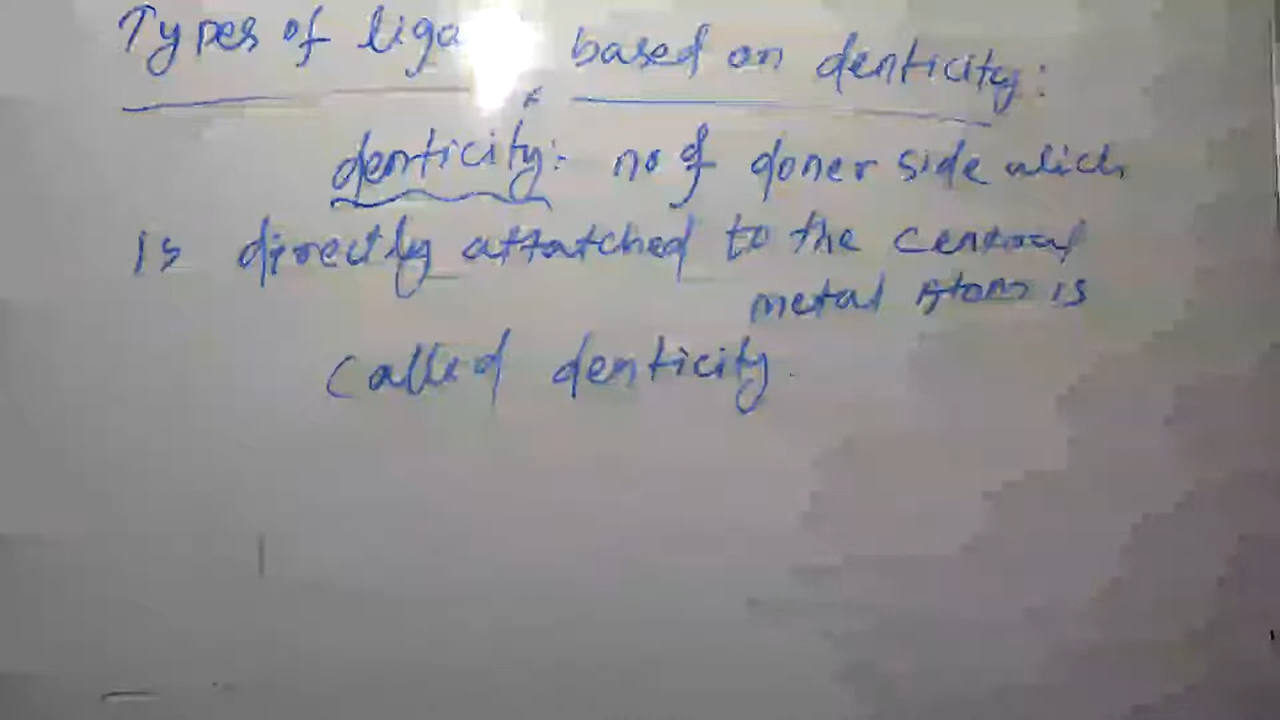 Types of liga based on denticity:
denticity:- no of doner side which
is directly attatched to the central
metal Atom is
called denticity.